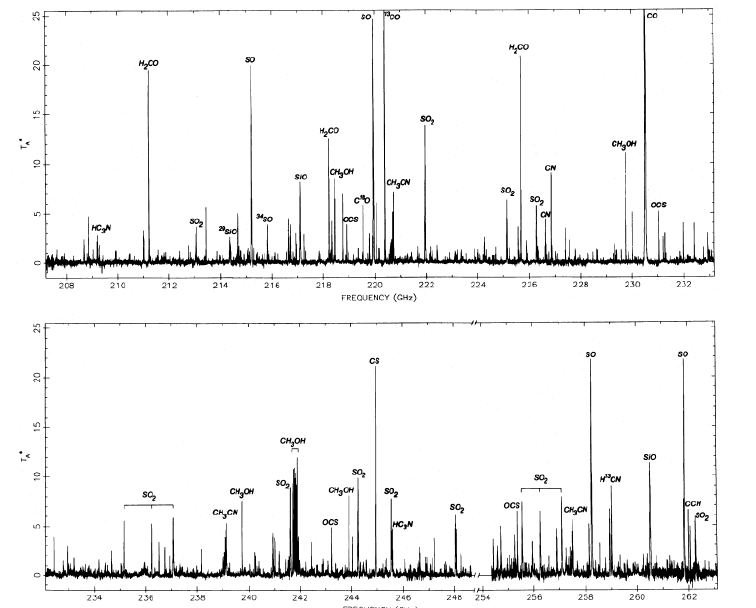 25
20
15
10
5
0
T_A*
H₂CO
HC₃N
SO₂
²⁹SiO
SO
³⁴SO
SiO
H₂CO
CH₃OH
OCS
C¹⁸O
SO
¹³CO
CH₃CN
SO₂
SO₂
H₂CO
SO₂
CN
CN
CH₃OH
CO
OCS
208 210 212 214 216 218 220 222 224 226 228 230 232
FREQUENCY (GHz)
25
20
15
10
5
0
T_A*
SO₂
CH₃CN
CH₃OH
SO₂
CH₃OH
OCS
CH₃OH
SO₂
CS
SO₂
HC₃N
SO₂
OCS
SO₂
CH₃CN
SO
H¹³CN
SiO
SO
CCH
SO₂
234 236 238 240 242 244 246 248 254 256 258 260 262